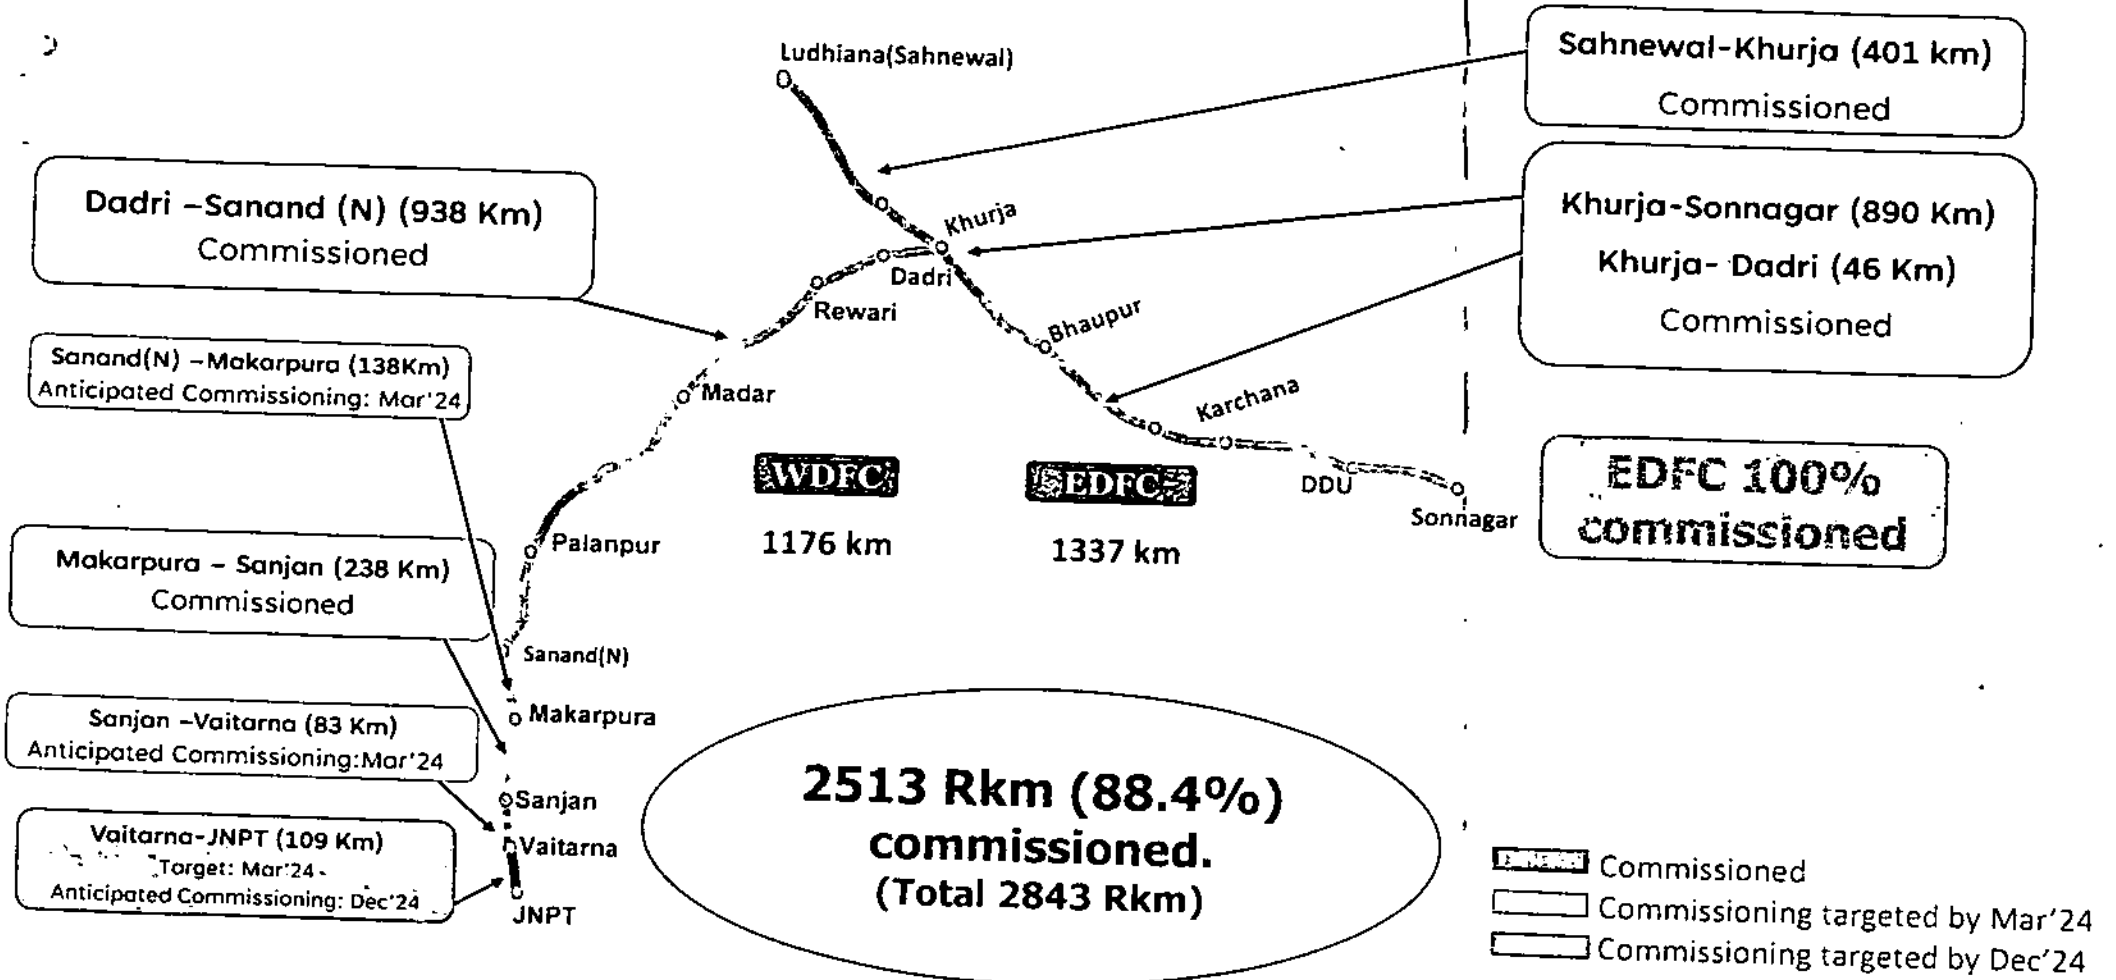 Ludhiana(Sahnewal)
Sahnewal-Khurja (401 km)
Commissioned
Dadri –Sanand (N) (938 Km)
Commissioned
Khurja-Sonnagar (890 Km)
Khurja- Dadri (46 Km)
Commissioned
Khurja
Dadri
Rewari
Bhaupur
Sanand(N) –Makarpura (138Km)
Anticipated Commissioning: Mar'24
Madar
Karchana
WDFC
1176 km
EDFC
1337 km
DDU
Sonnagar
EDFC 100%
commissioned
Palanpur
Makarpura – Sanjan (238 Km)
Commissioned
Sanand(N)
Makarpura
Sanjan –Vaitarna (83 Km)
Anticipated Commissioning:Mar'24
Sanjan
Vaitarna-JNPT (109 Km)
Target: Mar'24
Anticipated Commissioning: Dec'24
Vaitarna
JNPT
2513 Rkm (88.4%)
commissioned.
(Total 2843 Rkm)
Commissioned
Commissioning targeted by Mar'24
Commissioning targeted by Dec'24